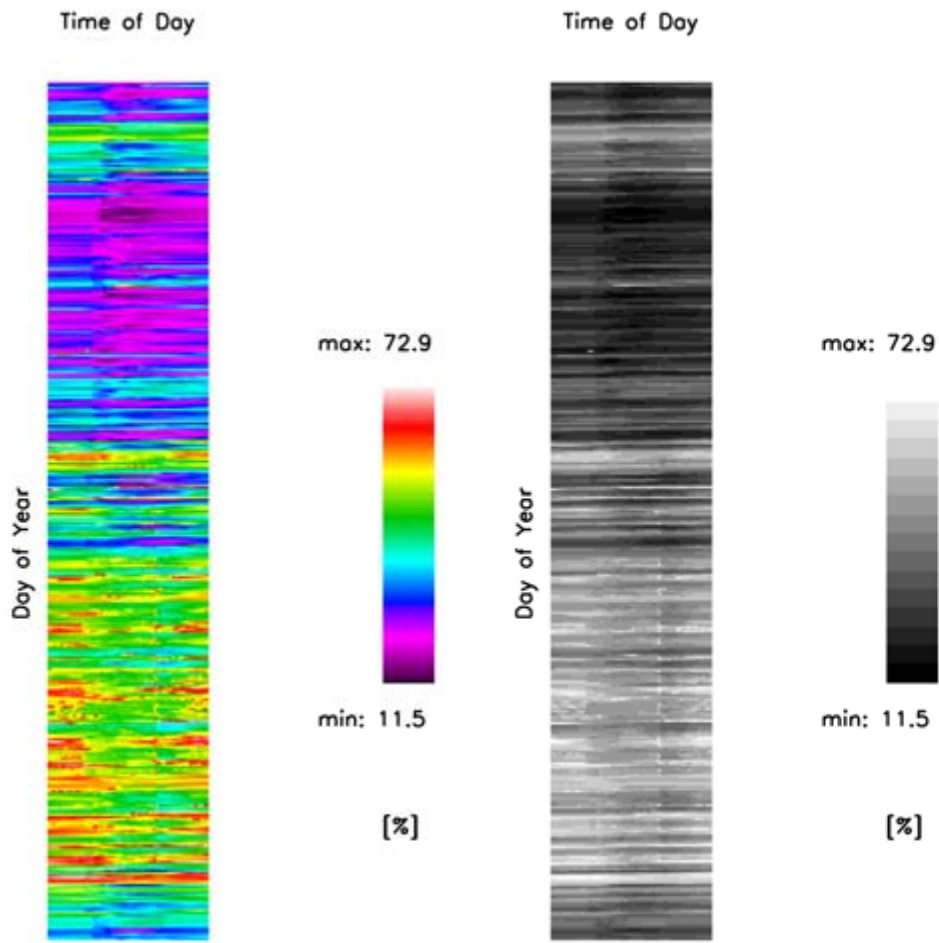 Time of Day
Time of Day
max: 72.9
max: 72.9
Day of Year
Day of Year
min: 11.5
min: 11.5
[%]
[%]